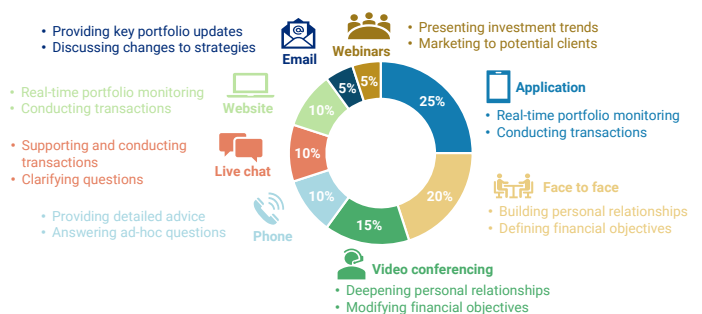 • Providing key portfolio updates
• Discussing changes to strategies
Email
Webinars
• Presenting investment trends
• Marketing to potential clients
• Real-time portfolio monitoring
• Conducting transactions
Website
5%
5%
25%
Application
• Real-time portfolio monitoring
• Conducting transactions
10%
• Supporting and conducting
transactions
• Clarifying questions
Live chat
10%
• Providing detailed advice
• Answering ad-hoc questions
Phone
10%
15%
20%
Face to face
• Building personal relationships
• Defining financial objectives
Video conferencing
• Deepening personal relationships
• Modifying financial objectives